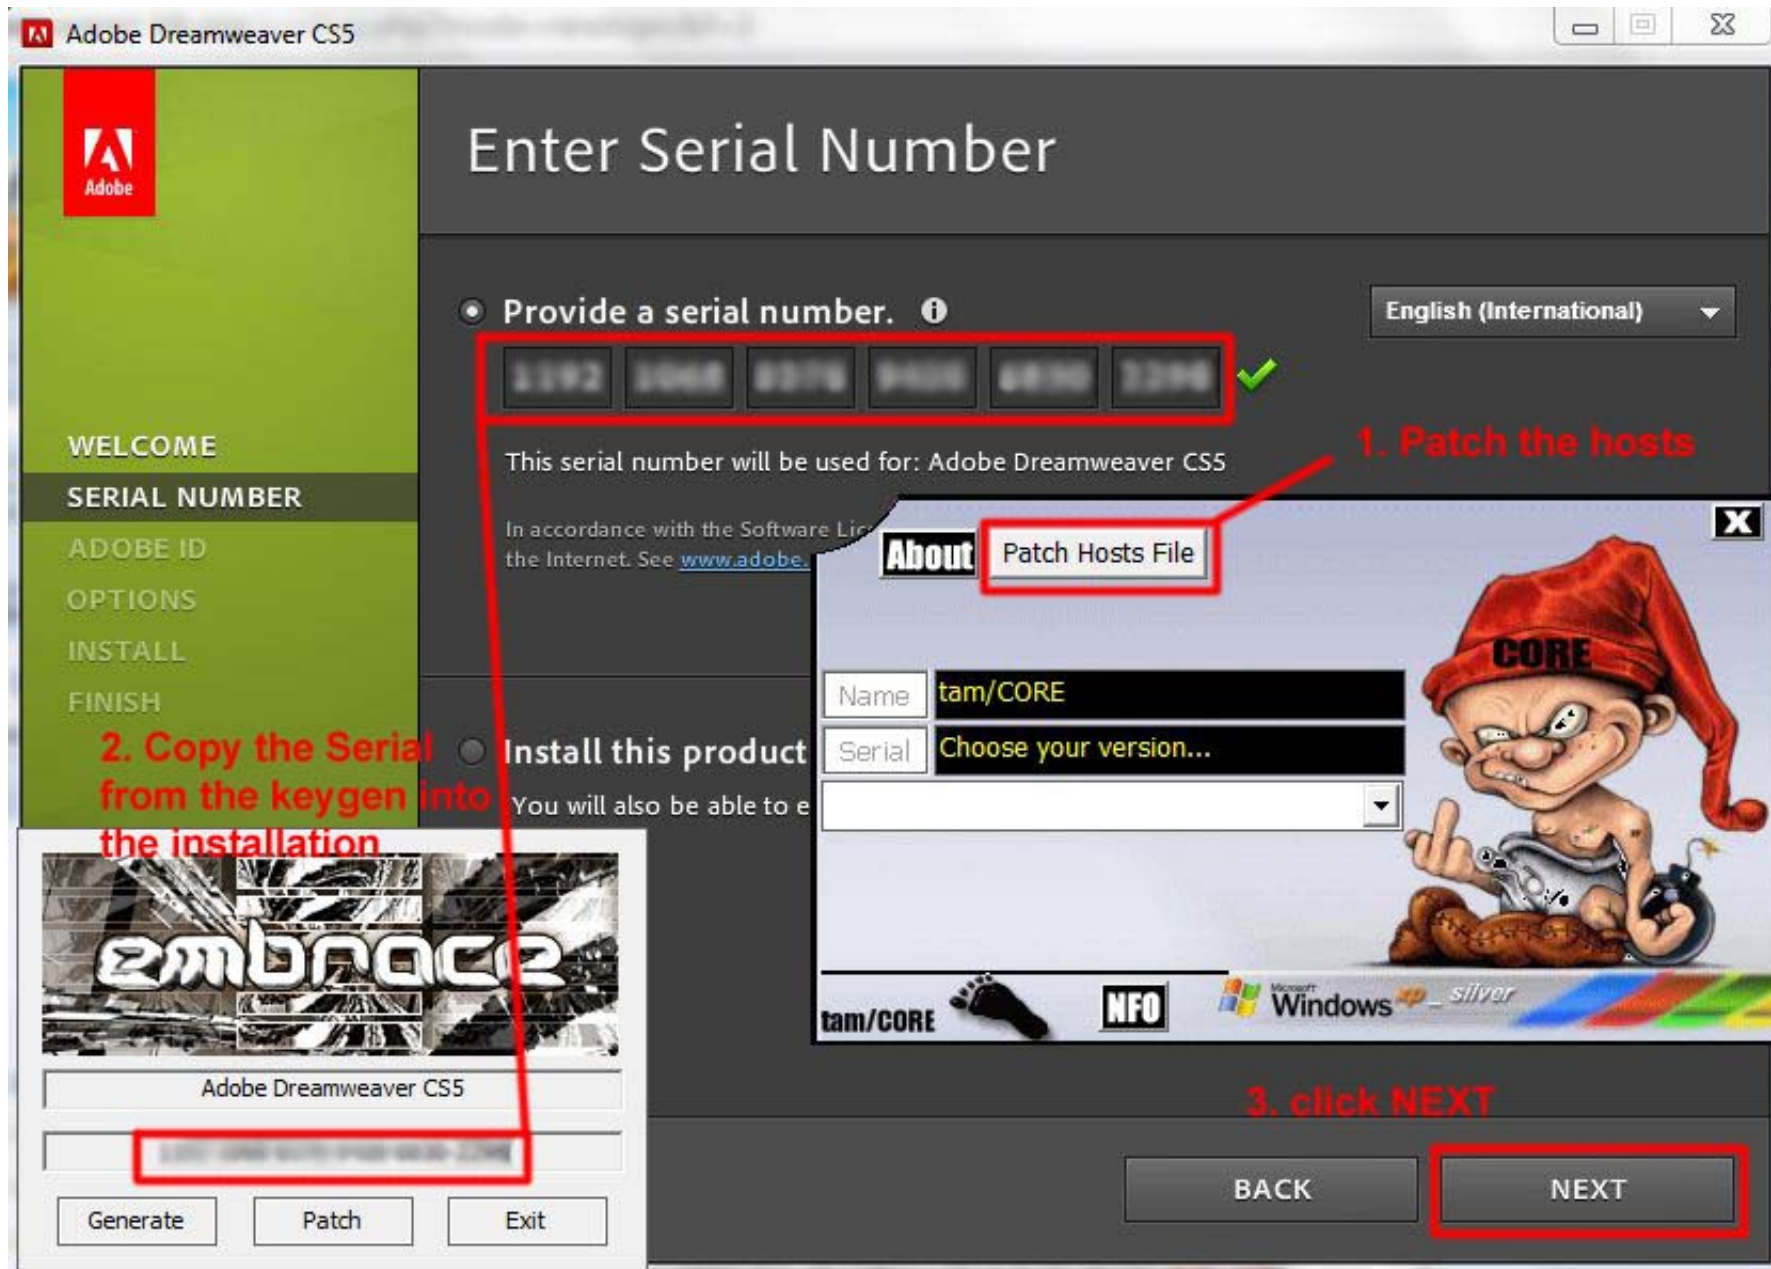 Adobe Dreamweaver CS5
Adobe
Enter Serial Number
Provide a serial number.
English (International)
This serial number will be used for: Adobe Dreamweaver CS5
In accordance with the Software Lic
the Internet. See www.adobe.
WELCOME
SERIAL NUMBER
ADOBE ID
OPTIONS
INSTALL
FINISH
1. Patch the hosts
About
Patch Hosts File
X
CORE
Name
tam/CORE
Serial
Choose your version...
tam/CORE
NFO
Microsoft
Windows xp_ silver
Install this product
You will also be able to e
2. Copy the Serial
from the keygen into
the installation
embrace
Adobe Dreamweaver CS5
Generate
Patch
Exit
3. click NEXT
BACK
NEXT